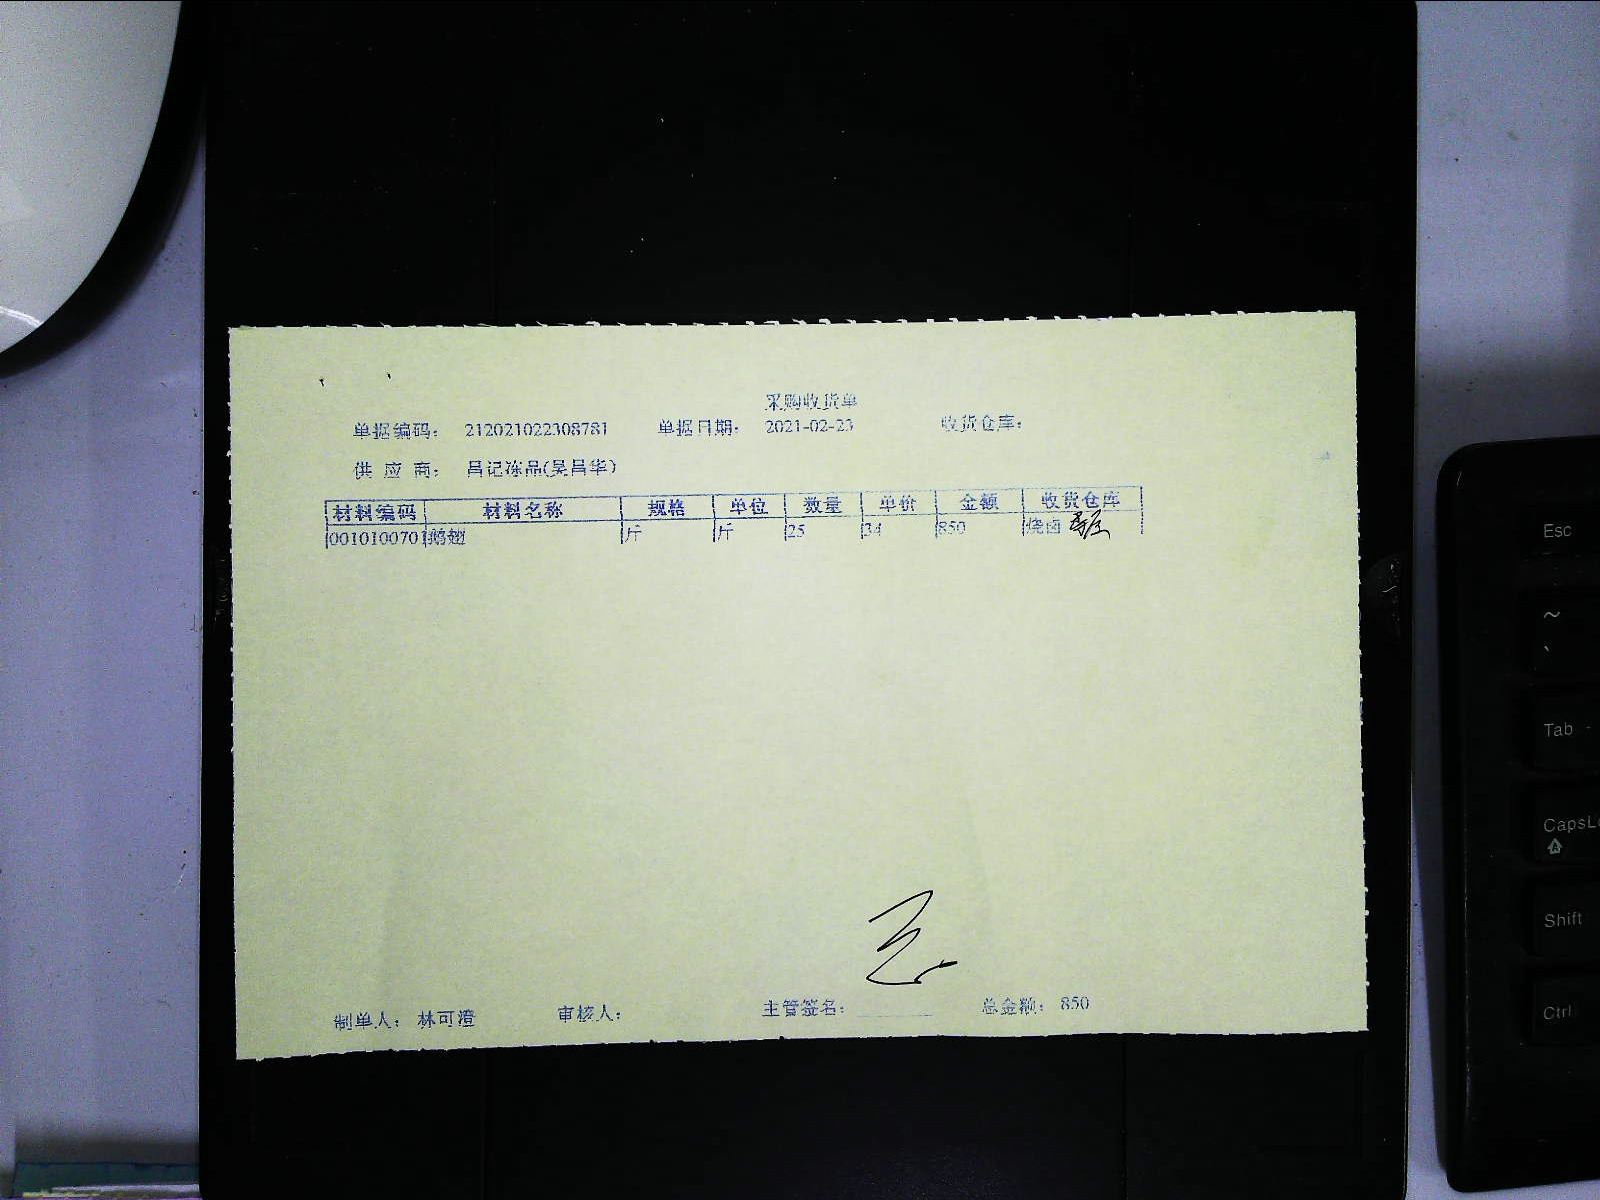 采购收货单
单据编码: 212021022308781 单据日期: 2021-02-23 收货仓库:
供应商: 吕记冻品(吴昌华)
材料编码 材料名称 规格 单位 数量 单价 金额 收货仓库
0010100701 鹅翅 斤 斤 25 34 850 烧卤
制单人: 林可澄 审核人: 主管签名: 总金额: 850
Esc
~
`
Tab
CapsLo
A
Shift
Ctrl